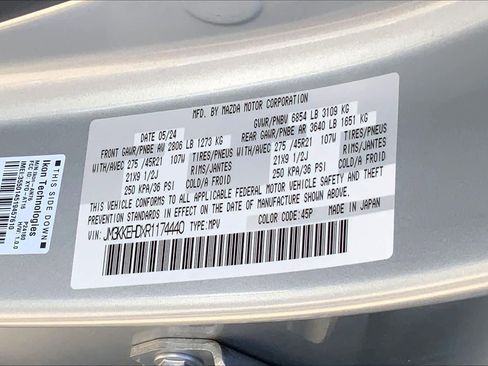 MFD. BY MAZDA MOTOR CORPORATION
DATE 05/24
GVWR/PNBV 6854 LB 3109 KG
FRONT GAWR/PNBE AV 2806 LB 1273 KG
REAR GAWR/PNBE AR 3640 LB 1651 KG
WITH/AVEC 275 /45R21 107W TIRES/PNEUS
WITH/AVEC 275 /45R21 107W TIRES/PNEUS
21X9 1/2J TIRES/JANTES
21X9 1/2J TIRES/JANTES
250 KPA/36 PSI COLD/A FROID
250 KPA/36 PSI COLD/A FROID
THIS VEHICLE CONFORMS TO ALL APPLICABLE FEDERAL MOTOR VEHICLE SAFETY, BUMPER, AND THEFT
PREVENTION STANDARDS IN EFFECT ON THE DATE OF MANUFACTURE SHOWN ABOVE.
VIN: JM3KKEHDXR1174440 TYPE: MPV
COLOR CODE: 45P
MADE IN JAPAN
THIS SIDE DOWN
Ikon Technologies